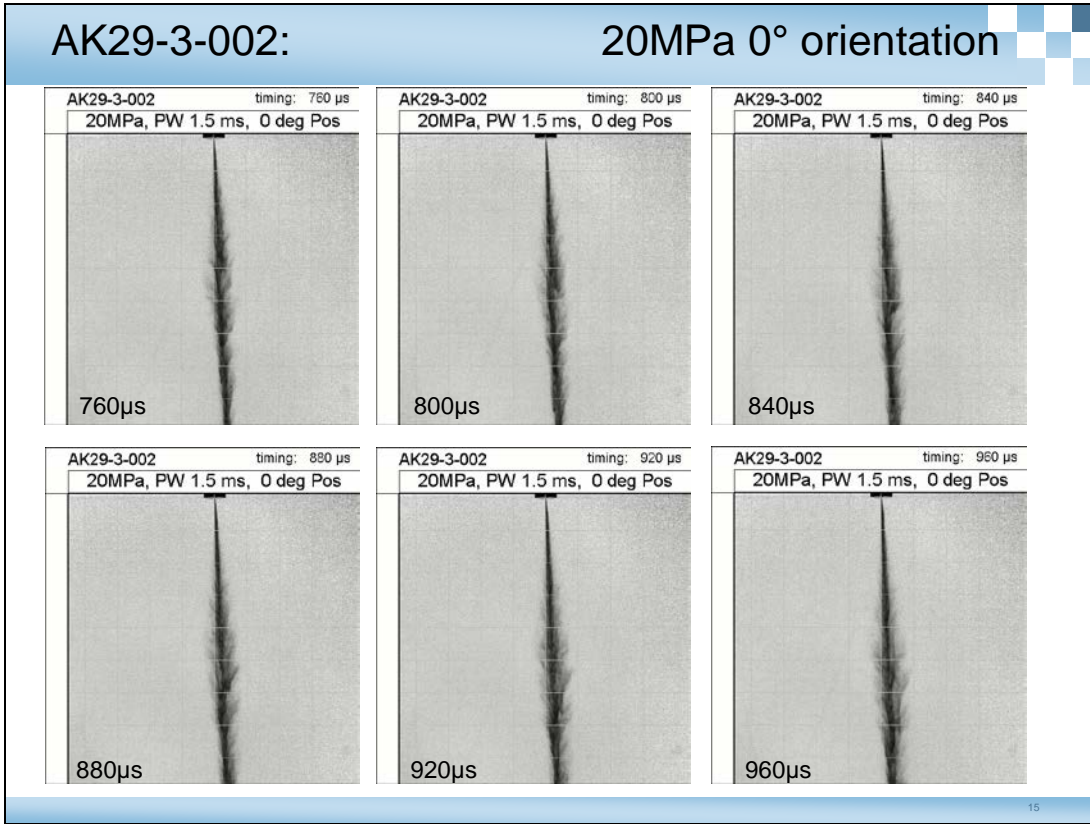 AK29-3-002: 20MPa 0° orientation
AK29-3-002 timing: 760 µs
20MPa, PW 1.5 ms, 0 deg Pos
760µs
AK29-3-002 timing: 800 µs
20MPa, PW 1.5 ms, 0 deg Pos
800µs
AK29-3-002 timing: 840 µs
20MPa, PW 1.5 ms, 0 deg Pos
840µs
AK29-3-002 timing: 880 µs
20MPa, PW 1.5 ms, 0 deg Pos
880µs
AK29-3-002 timing: 920 µs
20MPa, PW 1.5 ms, 0 deg Pos
920µs
AK29-3-002 timing: 960 µs
20MPa, PW 1.5 ms, 0 deg Pos
960µs
15